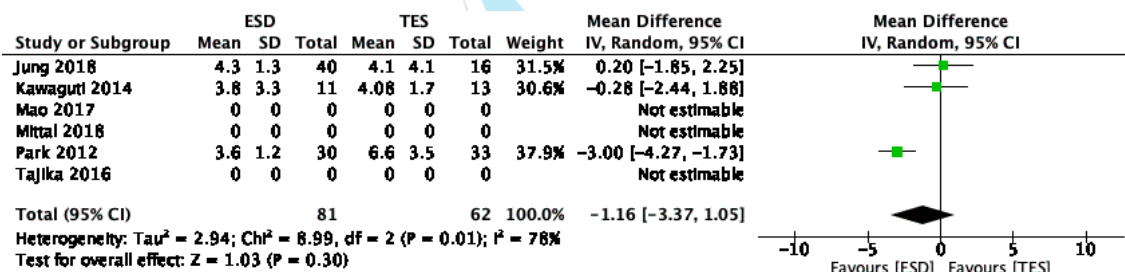 ESD TES Mean Difference Mean Difference
Study or Subgroup Mean SD Total Mean SD Total Weight IV, Random, 95% CI IV, Random, 95% CI
Jung 2018 4.3 1.3 40 4.1 4.1 16 31.5% 0.20 [−1.85, 2.25]
Kawaguti 2014 3.8 3.3 11 4.08 1.7 13 30.6% −0.28 [−2.44, 1.88]
Mao 2017 0 0 0 0 0 0 Not estimable
Mittal 2018 0 0 0 0 0 0 Not estimable
Park 2012 3.6 1.2 30 6.6 3.5 33 37.9% −3.00 [−4.27, −1.73]
Tajika 2016 0 0 0 0 0 0 Not estimable
Total (95% CI) 81 62 100.0% −1.16 [−3.37, 1.05]
Heterogeneity: Tau² = 2.94; Chi² = 8.99, df = 2 (P = 0.01); I² = 78%
Test for overall effect: Z = 1.03 (P = 0.30)
−10 −5 0 5 10
Favours [ESD] Favours [TES]